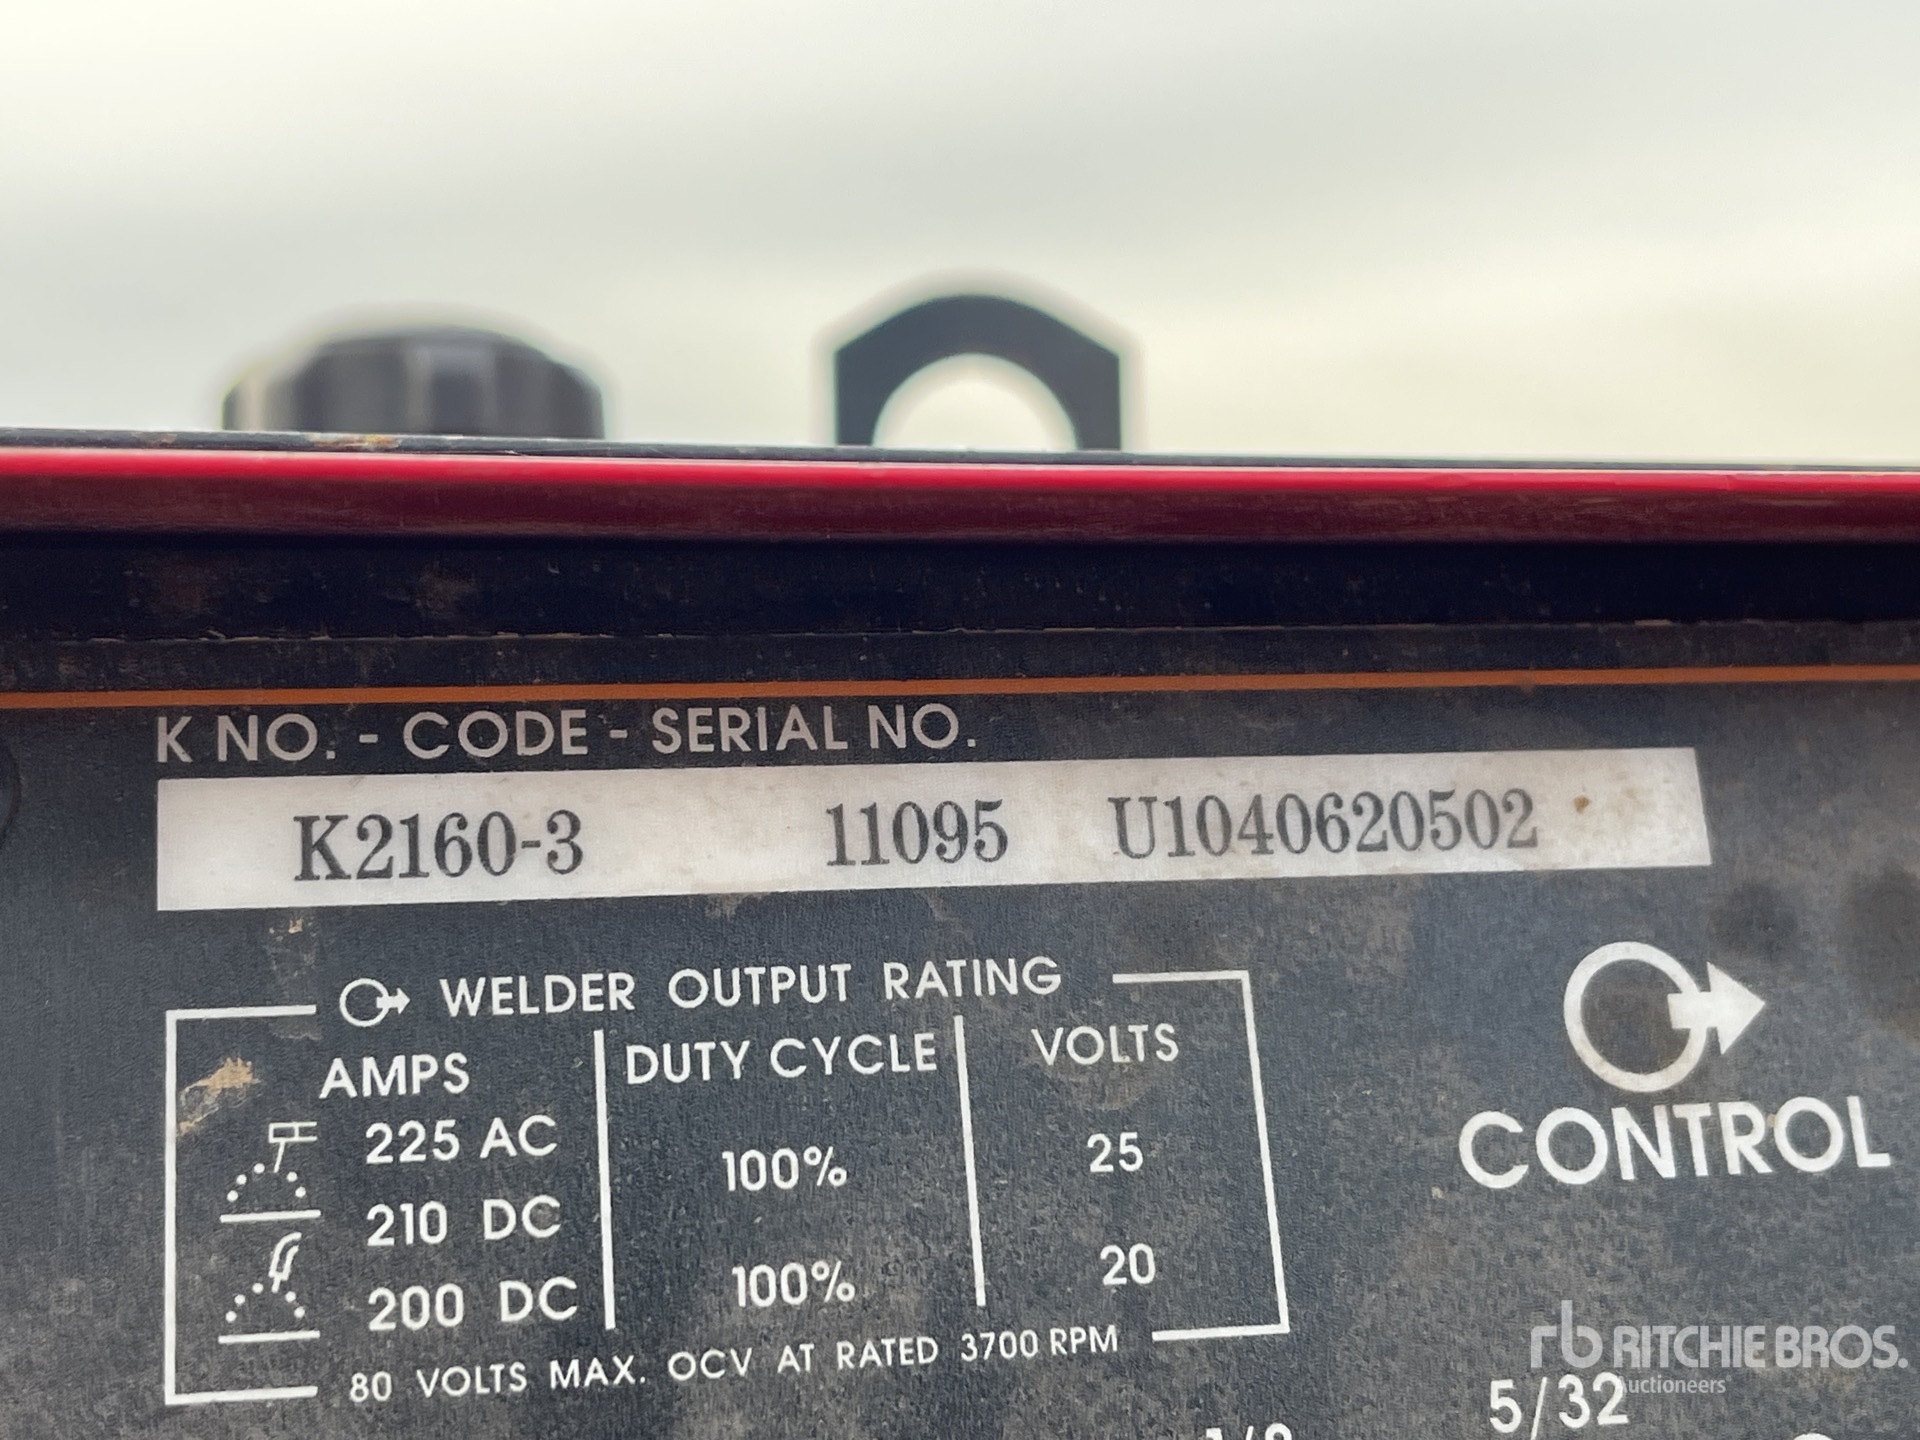 K NO. - CODE - SERIAL NO.
K2160-3 11095 U1040620502
WELDER OUTPUT RATING
AMPS DUTY CYCLE VOLTS
225 AC
210 DC 100% 25
200 DC 100% 20
80 VOLTS MAX. OCV AT RATED 3700 RPM
CONTROL
5/32
rb RITCHIE BROS.
Auctioneers